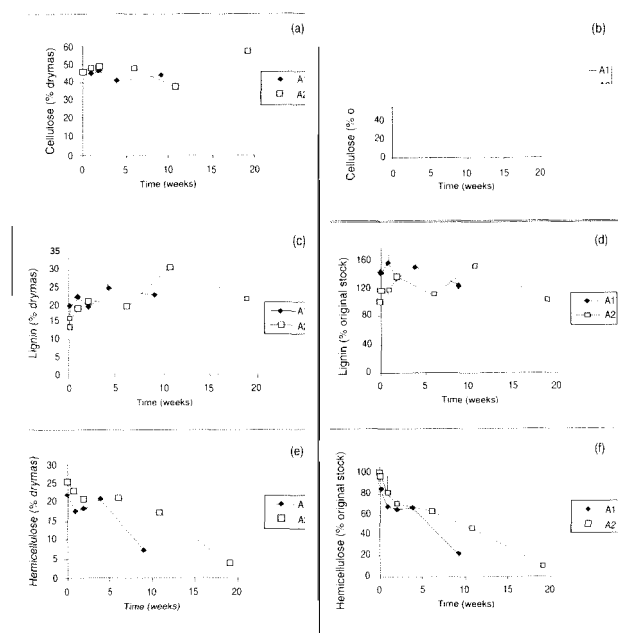 (a)
Cellulose (% drymas)
60
50
40
30
20
10
0
0 5 10 15 20
Time (weeks)
A1
A2
(b)
Cellulose (% o
40
20
0
0 5 10 15 20
Time (weeks)
A1
(c)
Lignin (% drymas)
35
30
25
20
15
10
5
0
0 5 10 15 20
Time (weeks)
A1
A2
(d)
Lignin (% original stock)
160
120
80
40
0
0 5 10 15 20
Time (weeks)
A1
A2
(e)
Hemicellulose (% drymas)
30
25
20
15
10
5
0
0 5 10 15 20
Time (weeks)
A
A2
(f)
Hemicellulose (% original stock)
100
80
60
40
20
0
0 5 10 15 20
Time (weeks)
A1
A2